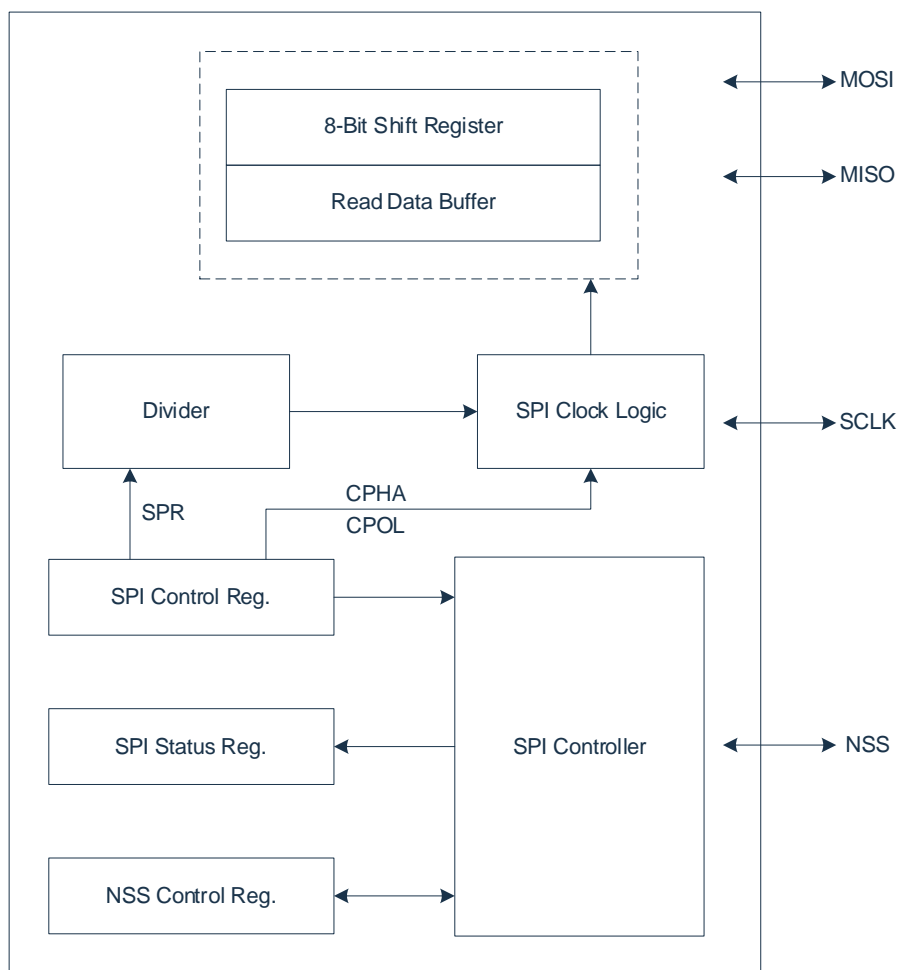 8-Bit Shift Register
Read Data Buffer
MOSI
MISO
Divider
SPI Clock Logic
SCLK
SPR
CPHA
CPOL
SPI Control Reg.
SPI Status Reg.
SPI Controller
NSS
NSS Control Reg.